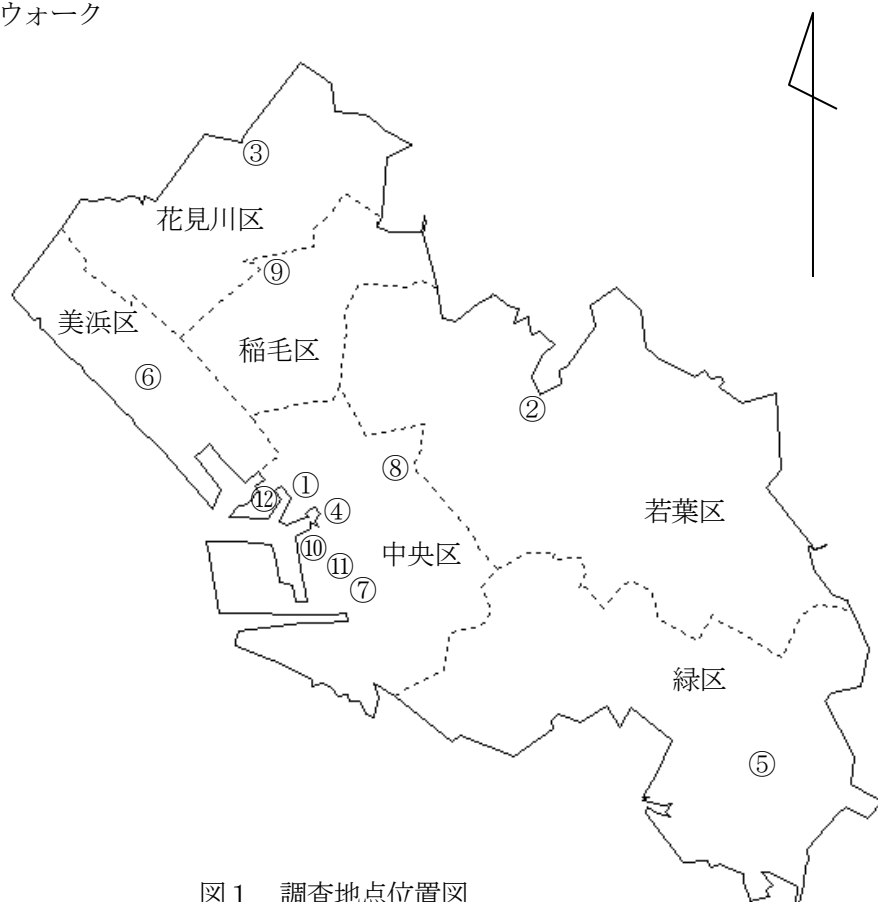 ウォーク
③
花見川区
⑨
美浜区
稲毛区
⑥
②
⑧
①
⑫
④
若葉区
⑩
中央区
⑪
⑦
緑区
⑤
図1 調査地点位置図